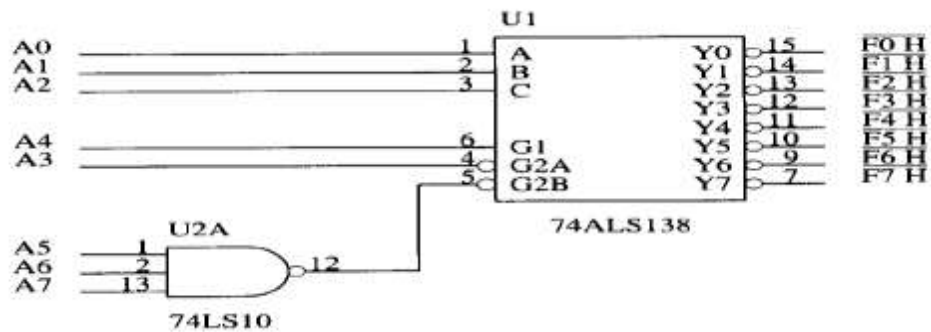 U1
A0 1 A Y0 15 F0 H
A1 2 B Y1 14 F1 H
A2 3 C Y2 13 F2 H
Y3 12 F3 H
Y4 11 F4 H
A4 6 G1 Y5 10 F5 H
A3 4 G2A Y6 9 F6 H
5 G2B Y7 7 F7 H
74ALS138
U2A
A5 1
A6 2 12
A7 13
74LS10